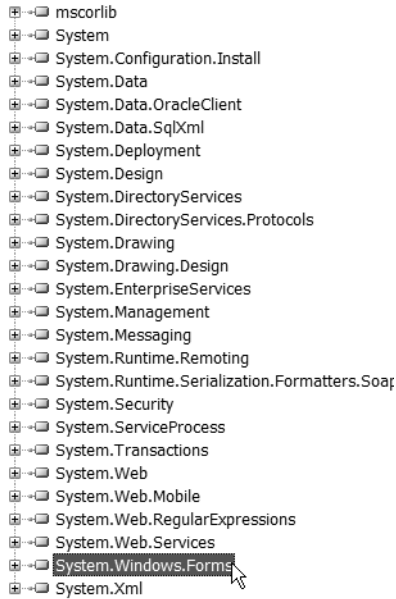 mscorlib
System
System.Configuration.Install
System.Data
System.Data.OracleClient
System.Data.SqlXml
System.Deployment
System.Design
System.DirectoryServices
System.DirectoryServices.Protocols
System.Drawing
System.Drawing.Design
System.EnterpriseServices
System.Management
System.Messaging
System.Runtime.Remoting
System.Runtime.Serialization.Formatters.Soap
System.Security
System.ServiceProcess
System.Transactions
System.Web
System.Web.Mobile
System.Web.RegularExpressions
System.Web.Services
System.Windows.Forms
System.Xml